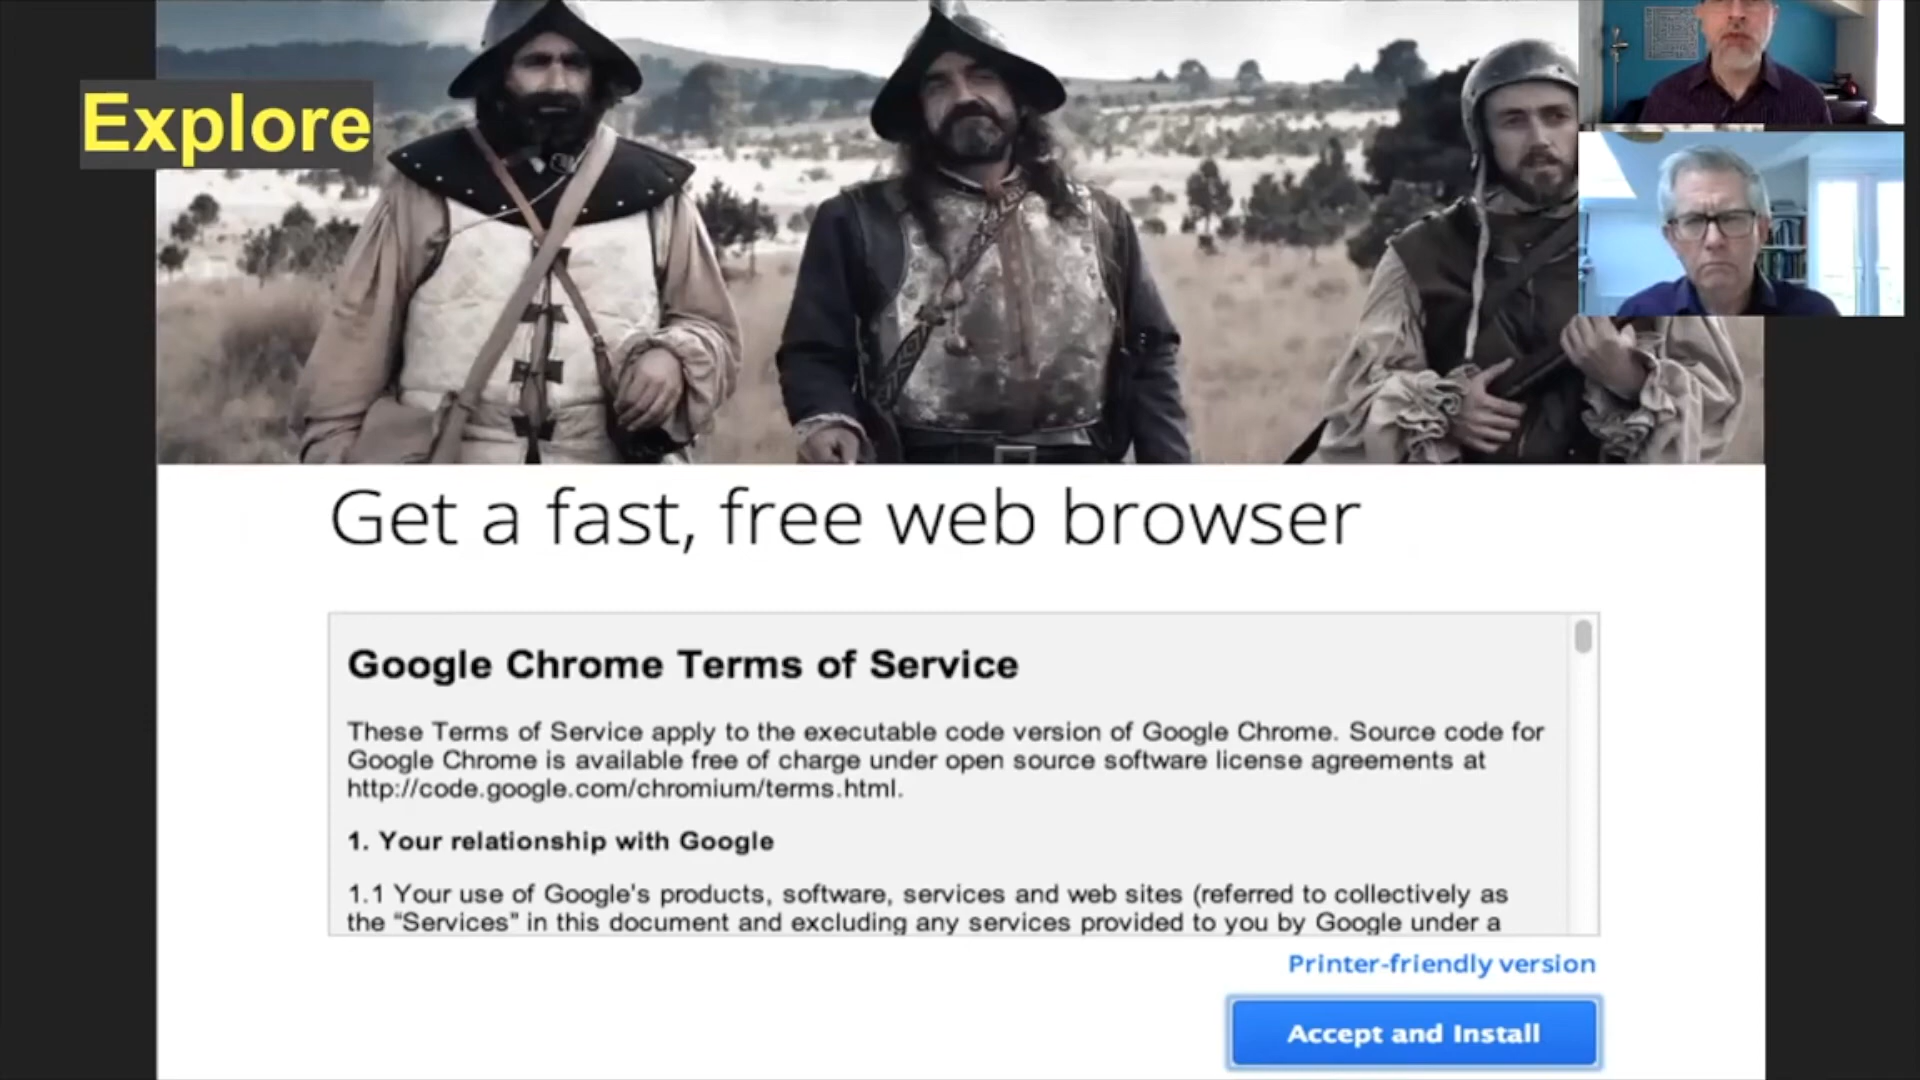 Explore
Get a fast, free web browser
Google Chrome Terms of Service
These Terms of Service apply to the executable code version of Google Chrome. Source code for
Google Chrome is available free of charge under open source software license agreements at
http://code.google.com/chromium/terms.html.
1. Your relationship with Google
1.1 Your use of Google's products, software, services and web sites (referred to collectively as
the “Services” in this document and excluding any services provided to you by Google under a
Printer-friendly version
Accept and Install